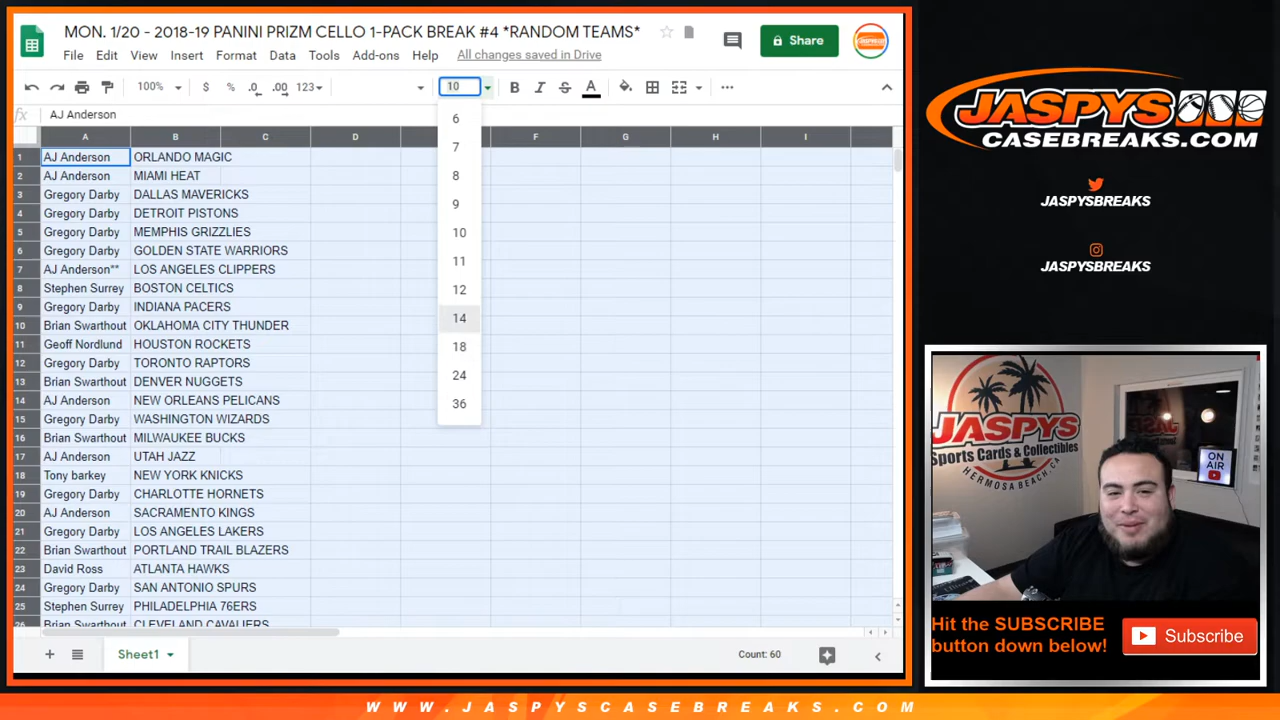 MON. 1/20 - 2018-19 PANINI PRIZM CELLO 1-PACK BREAK #4 *RANDOM TEAMS*
File Edit View Insert Format Data Tools Add-ons Help All changes saved in Drive
Share
100% $ % .0 .00 123 10 B I S A
fx AJ Anderson
A B C D F G H I
1 AJ Anderson ORLANDO MAGIC
2 AJ Anderson MIAMI HEAT
3 Gregory Darby DALLAS MAVERICKS
4 Gregory Darby DETROIT PISTONS
5 Gregory Darby MEMPHIS GRIZZLIES
6 Gregory Darby GOLDEN STATE WARRIORS
7 AJ Anderson** LOS ANGELES CLIPPERS
8 Stephen Surrey BOSTON CELTICS
9 Gregory Darby INDIANA PACERS
10 Brian Swarthout OKLAHOMA CITY THUNDER
11 Geoff Nordlund HOUSTON ROCKETS
12 Gregory Darby TORONTO RAPTORS
13 Brian Swarthout DENVER NUGGETS
14 AJ Anderson NEW ORLEANS PELICANS
15 Gregory Darby WASHINGTON WIZARDS
16 Brian Swarthout MILWAUKEE BUCKS
17 AJ Anderson UTAH JAZZ
18 Tony barkey NEW YORK KNICKS
19 Gregory Darby CHARLOTTE HORNETS
20 AJ Anderson SACRAMENTO KINGS
21 Gregory Darby LOS ANGELES LAKERS
22 Brian Swarthout PORTLAND TRAIL BLAZERS
23 David Ross ATLANTA HAWKS
24 Gregory Darby SAN ANTONIO SPURS
25 Stephen Surrey PHILADELPHIA 76ERS
26 Brian Swarthout CLEVELAND CAVALIERS
6
7
8
9
10
11
12
14
18
24
36
Sheet1
Count: 60
JASPYS
CASEBREAKS.COM
JASPYSBREAKS
JASPYSBREAKS
JASPYS
Sports Cards & Collectibles
HERMOSA BEACH, CA
ON AIR
Hit the SUBSCRIBE
button down below!
Subscribe
WWW.JASPYSCASEBREAKS.COM